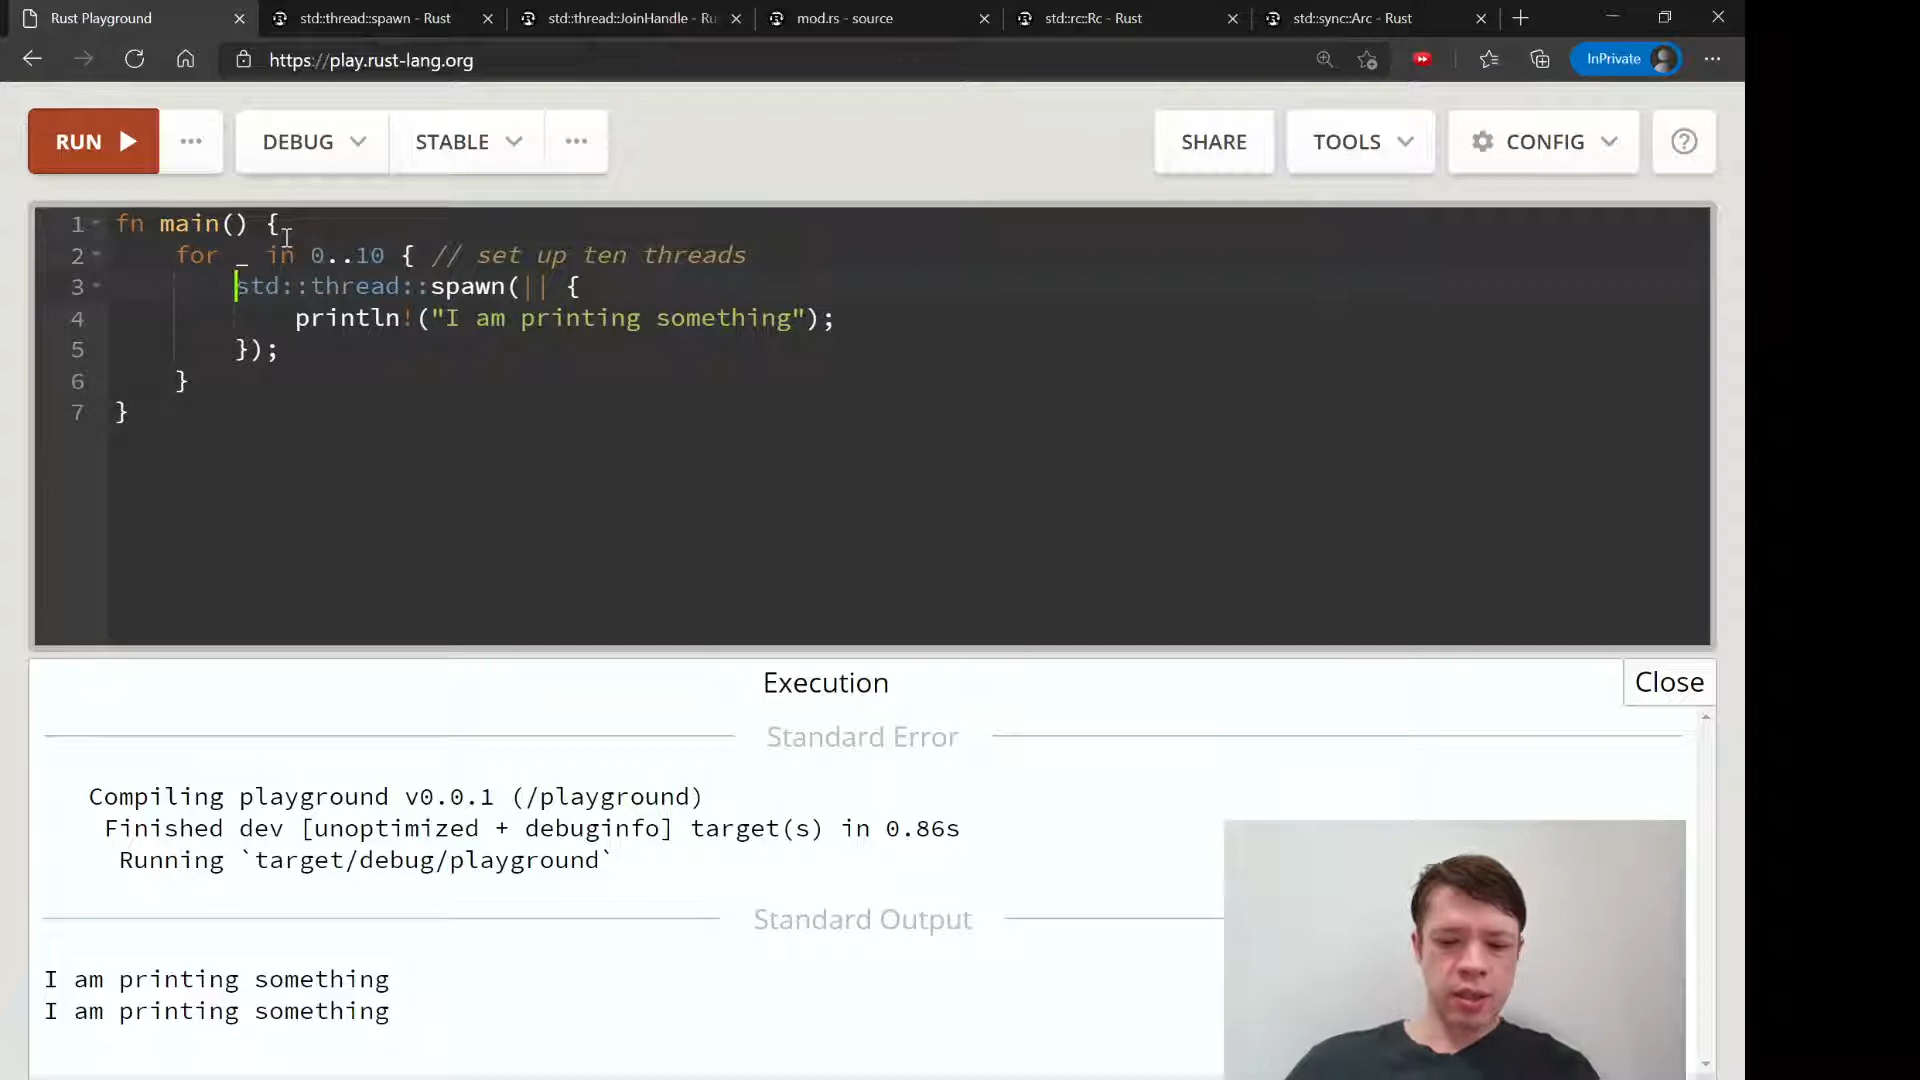 Rust Playground
std::thread::spawn - Rust
std::thread::JoinHandle - Ru
mod.rs - source
std::rc::Rc - Rust
std::sync::Arc - Rust
https://play.rust-lang.org
InPrivate
RUN
DEBUG
STABLE
SHARE
TOOLS
CONFIG
1 fn main() {
2 for _ in 0..10 { // set up ten threads
3 std::thread::spawn(|| {
4 println!("I am printing something");
5 });
6 }
7 }
Execution
Close
Standard Error
Compiling playground v0.0.1 (/playground)
Finished dev [unoptimized + debuginfo] target(s) in 0.86s
Running `target/debug/playground`
Standard Output
I am printing something
I am printing something